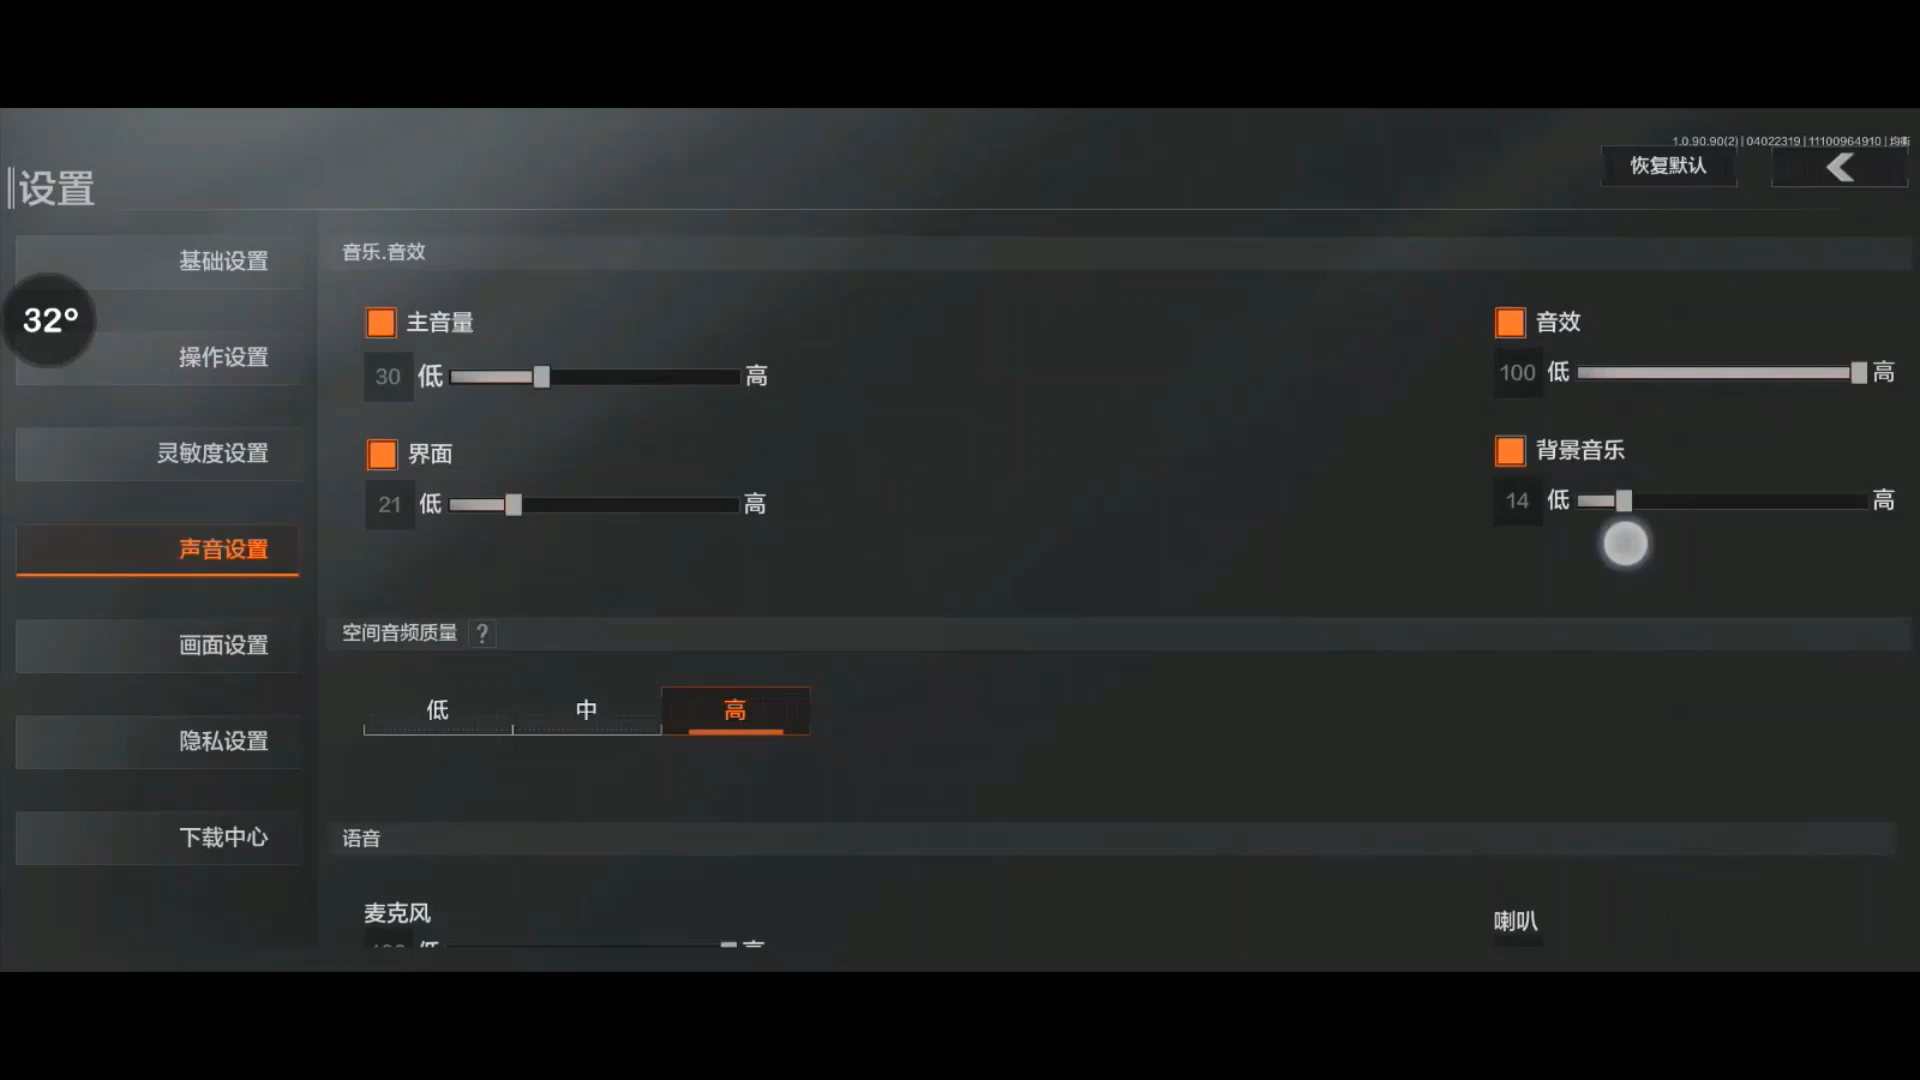 1.0.90.90(2) | 04022319 | 11100964910 | 均衡
恢复默认
设置
基础设置
32°
操作设置
灵敏度设置
声音设置
画面设置
隐私设置
下载中心
音乐.音效
主音量
30 低 高
音效
100 低 高
界面
21 低 高
背景音乐
14 低 高
空间音频质量 ?
低 中 高
语音
麦克风
喇叭